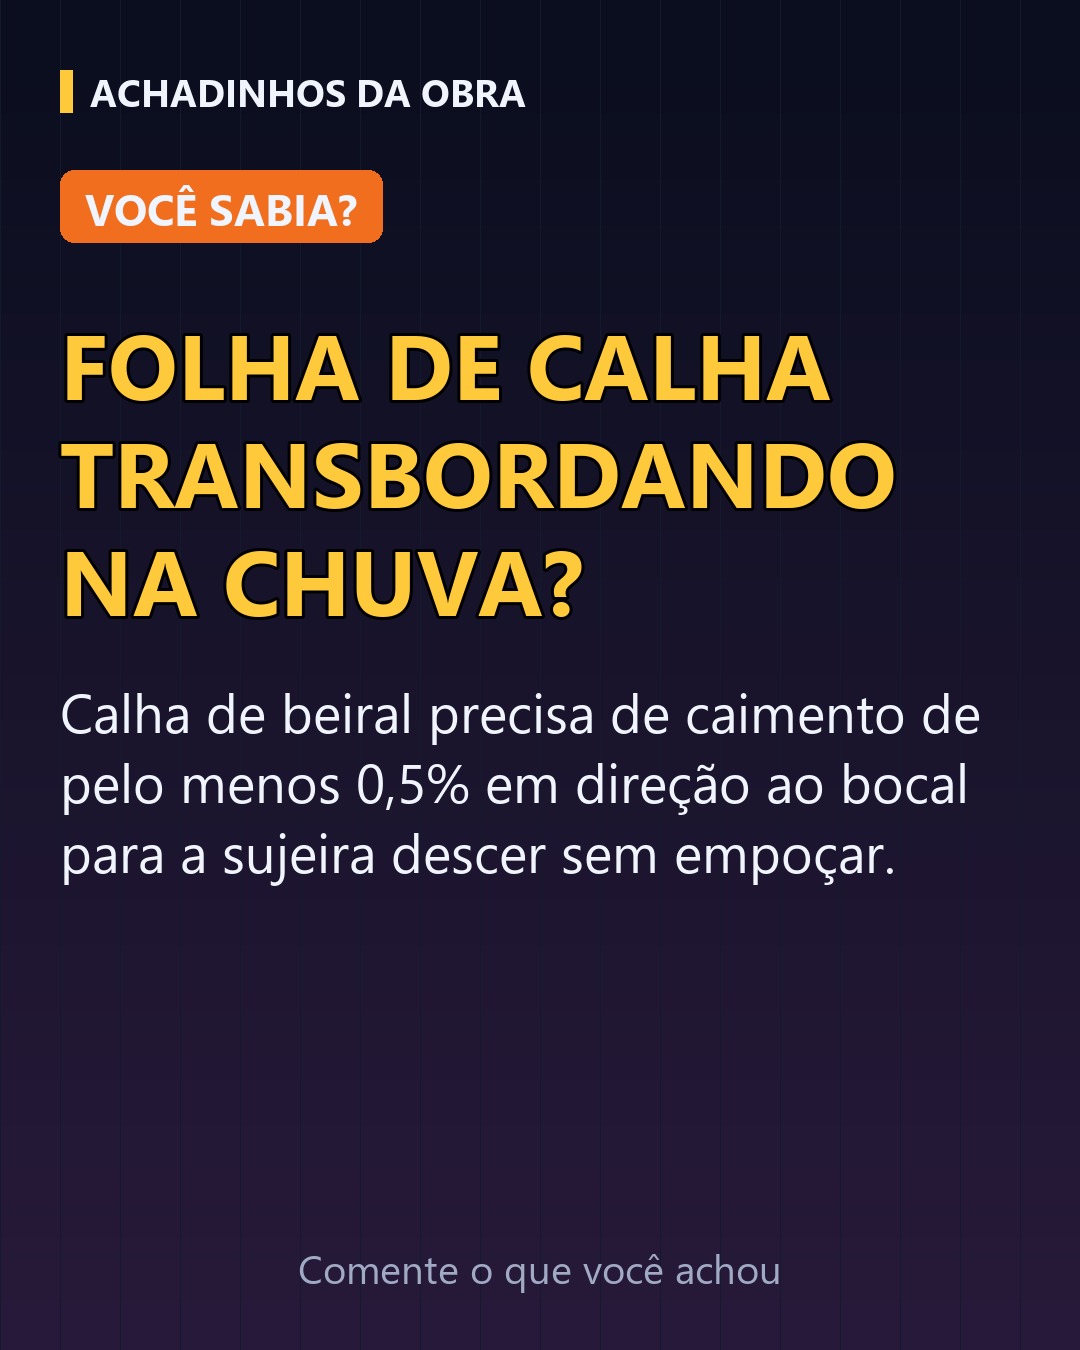 ACHADINHOS DA OBRA
VOCÊ SABIA?
FOLHA DE CALHA
TRANSBORDANDO
NA CHUVA?
Calha de beiral precisa de caimento de
pelo menos 0,5% em direção ao bocal
para a sujeira descer sem empoçar.
Comente o que você achou